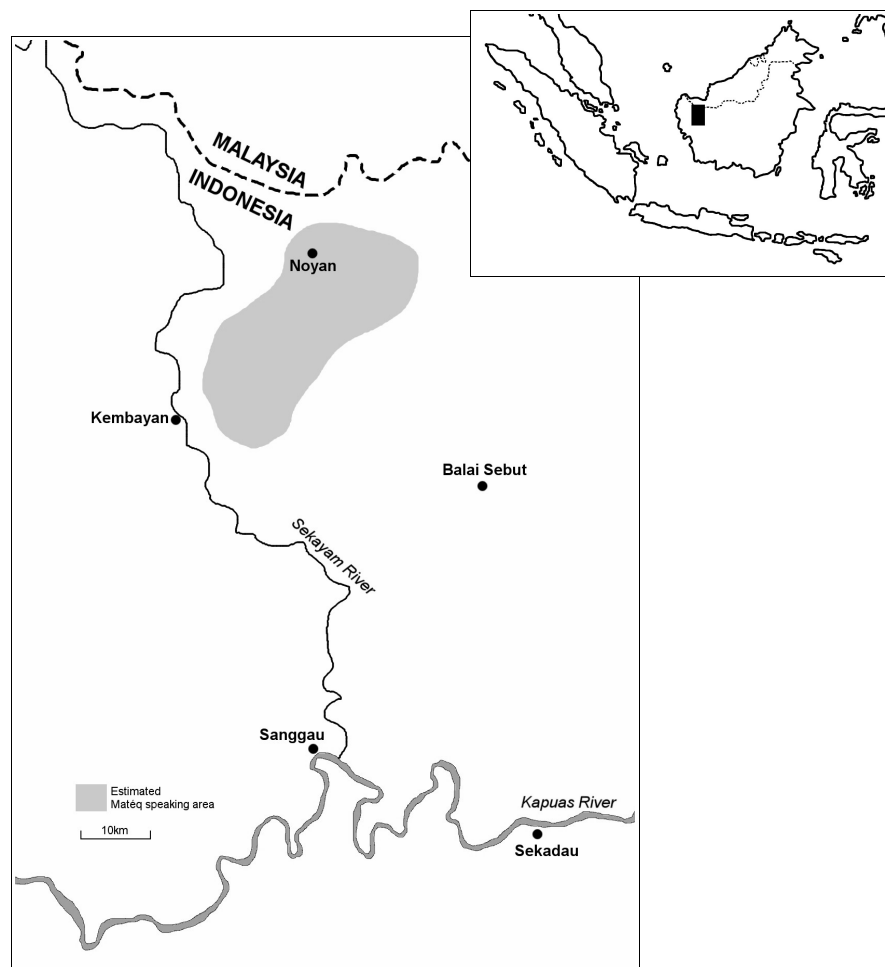 MALAYSIA
INDONESIA
Noyan
Kembayan
Balai Sebut
Sekayam River
Sanggau
Estimated
Matéq speaking area
10km
Kapuas River
Sekadau